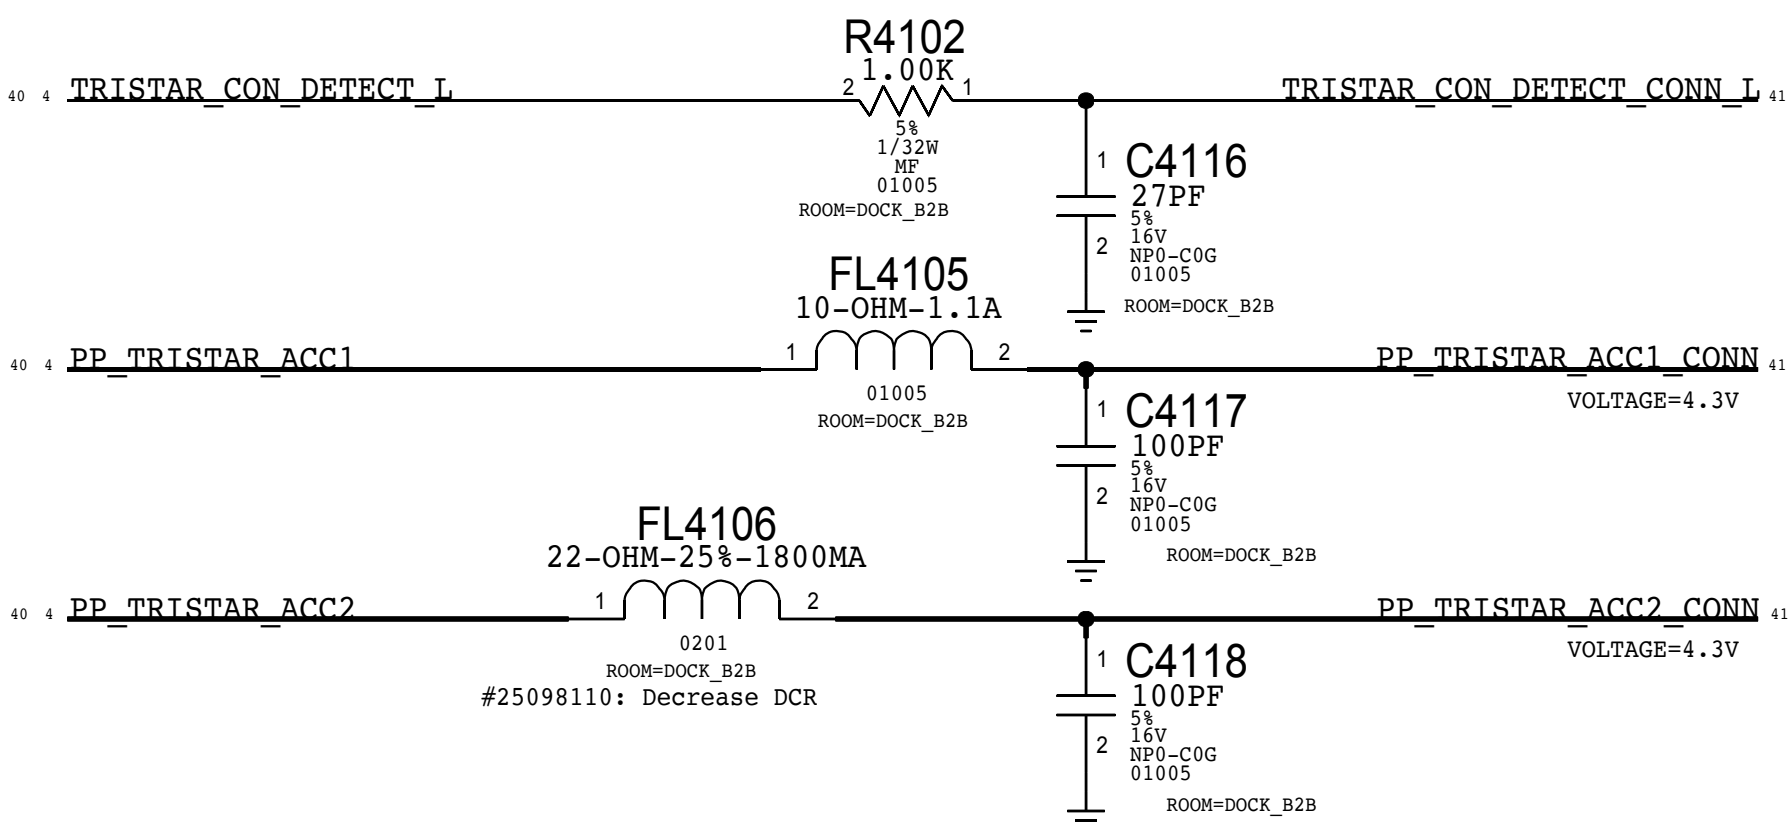 R4102
1.00K
40 4 TRISTAR_CON_DETECT_L 2 1 TRISTAR_CON_DETECT_CONN_L 41
5%
1/32W
MF
01005
ROOM=DOCK_B2B
1 C4116
27PF
5%
16V
2 NP0-C0G
01005
ROOM=DOCK_B2B
FL4105
10-OHM-1.1A
40 4 PP_TRISTAR_ACC1 1 2 PP_TRISTAR_ACC1_CONN 41
VOLTAGE=4.3V
01005
ROOM=DOCK_B2B
1 C4117
100PF
5%
16V
2 NP0-C0G
01005
ROOM=DOCK_B2B
FL4106
22-OHM-25%-1800MA
40 4 PP_TRISTAR_ACC2 1 2 PP_TRISTAR_ACC2_CONN 41
VOLTAGE=4.3V
0201
ROOM=DOCK_B2B
#25098110: Decrease DCR
1 C4118
100PF
5%
16V
2 NP0-C0G
01005
ROOM=DOCK_B2B